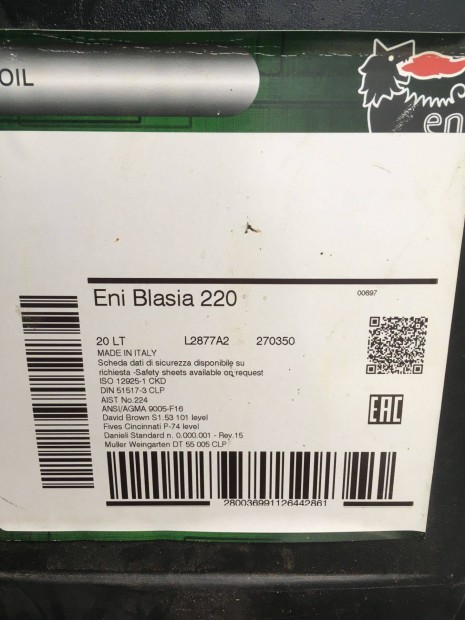 OIL
en
Eni Blasia 220
00697
20 LT L2877A2 270350
MADE IN ITALY
Scheda dati di sicurezza disponibile su
richiesta -Safety sheets available on request
ISO 12925-1 CKD
DIN 51517-3 CLP
AIST No.224
ANSI/AGMA 9005-F16
David Brown S1.53 101 level
Fives Cincinnati P-74 level
Danieli Standard n. 0.000.001 - Rev.15
Muller Weingarten DT 55 005 CLP
EAC
280036991126442861